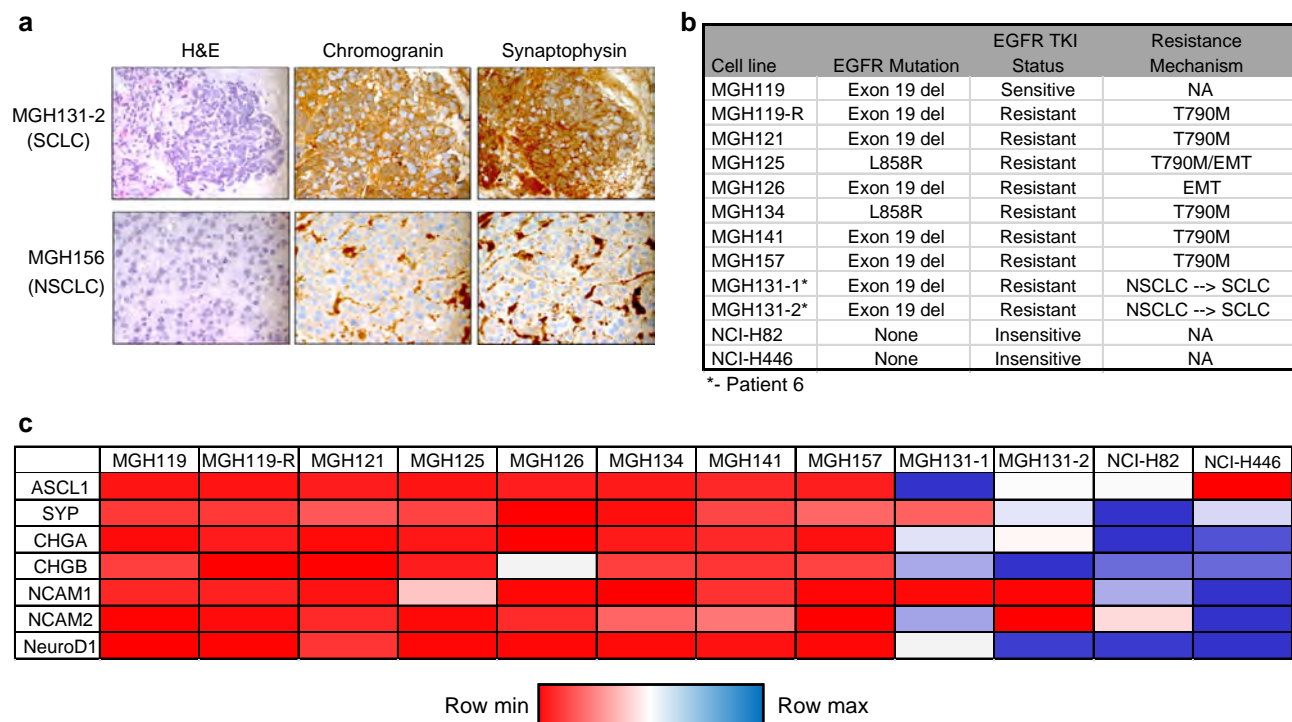 a
H&E Chromogranin Synaptophysin
MGH131-2
(SCLC)
MGH156
(NSCLC)
b
Cell line EGFR Mutation EGFR TKI Status Resistance Mechanism
MGH119 Exon 19 del Sensitive NA
MGH119-R Exon 19 del Resistant T790M
MGH121 Exon 19 del Resistant T790M
MGH125 L858R Resistant T790M/EMT
MGH126 Exon 19 del Resistant EMT
MGH134 L858R Resistant T790M
MGH141 Exon 19 del Resistant T790M
MGH157 Exon 19 del Resistant T790M
MGH131-1* Exon 19 del Resistant NSCLC --> SCLC
MGH131-2* Exon 19 del Resistant NSCLC --> SCLC
NCI-H82 None Insensitive NA
NCI-H446 None Insensitive NA
*- Patient 6
c
MGH119 MGH119-R MGH121 MGH125 MGH126 MGH134 MGH141 MGH157 MGH131-1 MGH131-2 NCI-H82 NCI-H446
ASCL1
SYP
CHGA
CHGB
NCAM1
NCAM2
NeuroD1
Row min Row max